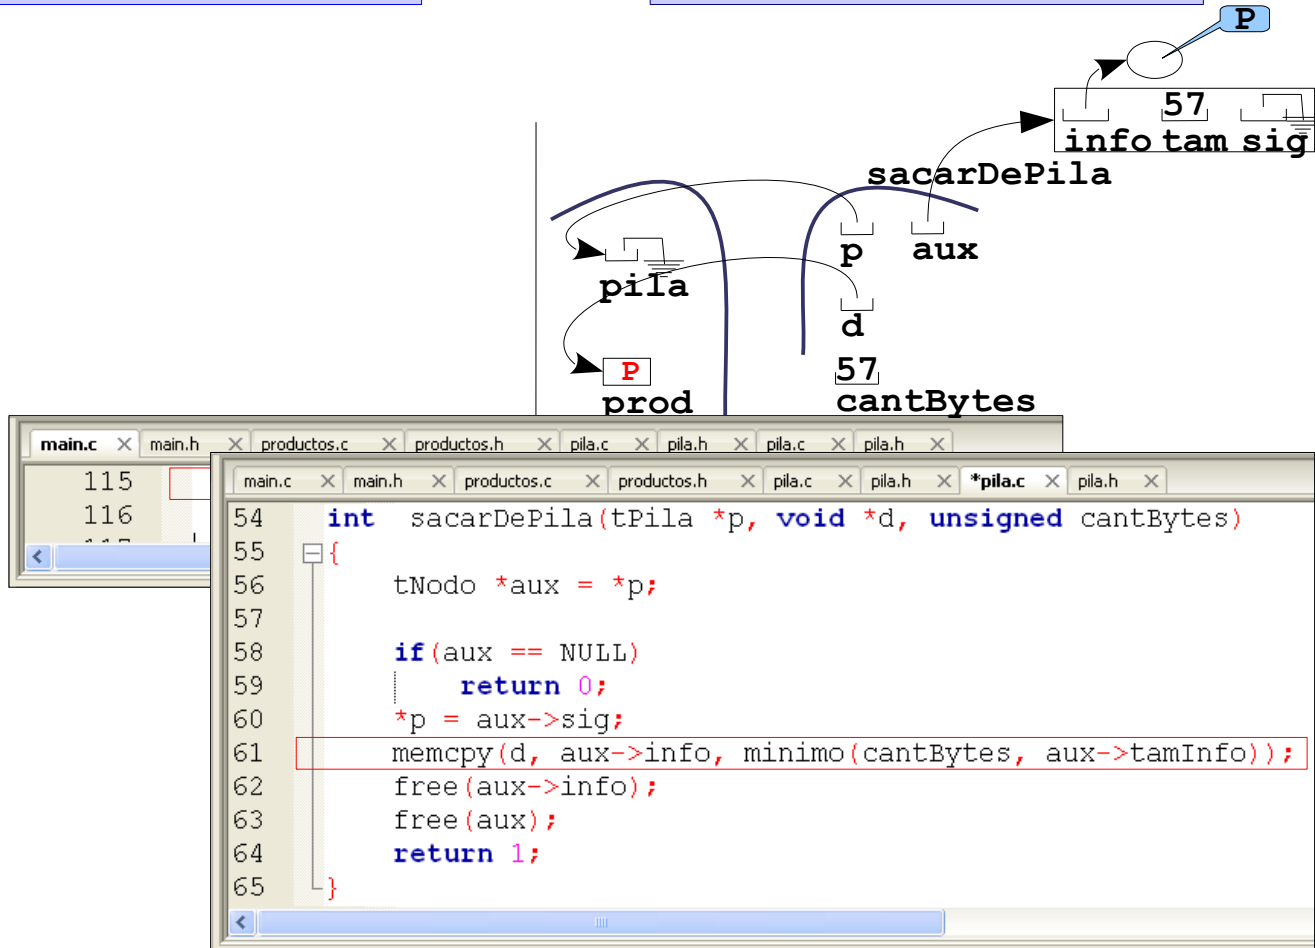 P
57
info tam sig
sacarDePila
p aux
pila
d
P
57
prod cantBytes
main.c main.h productos.c productos.h pila.c pila.h pila.c pila.h
115
116
main.c main.h productos.c productos.h pila.c pila.h *pila.c pila.h
54 int sacarDePila(tPila *p, void *d, unsigned cantBytes)
55 {
56 tNodo *aux = *p;
57
58 if(aux == NULL)
59 return 0;
60 *p = aux->sig;
61 memcpy(d, aux->info, minimo(cantBytes, aux->tamInfo));
62 free(aux->info);
63 free(aux);
64 return 1;
65 }